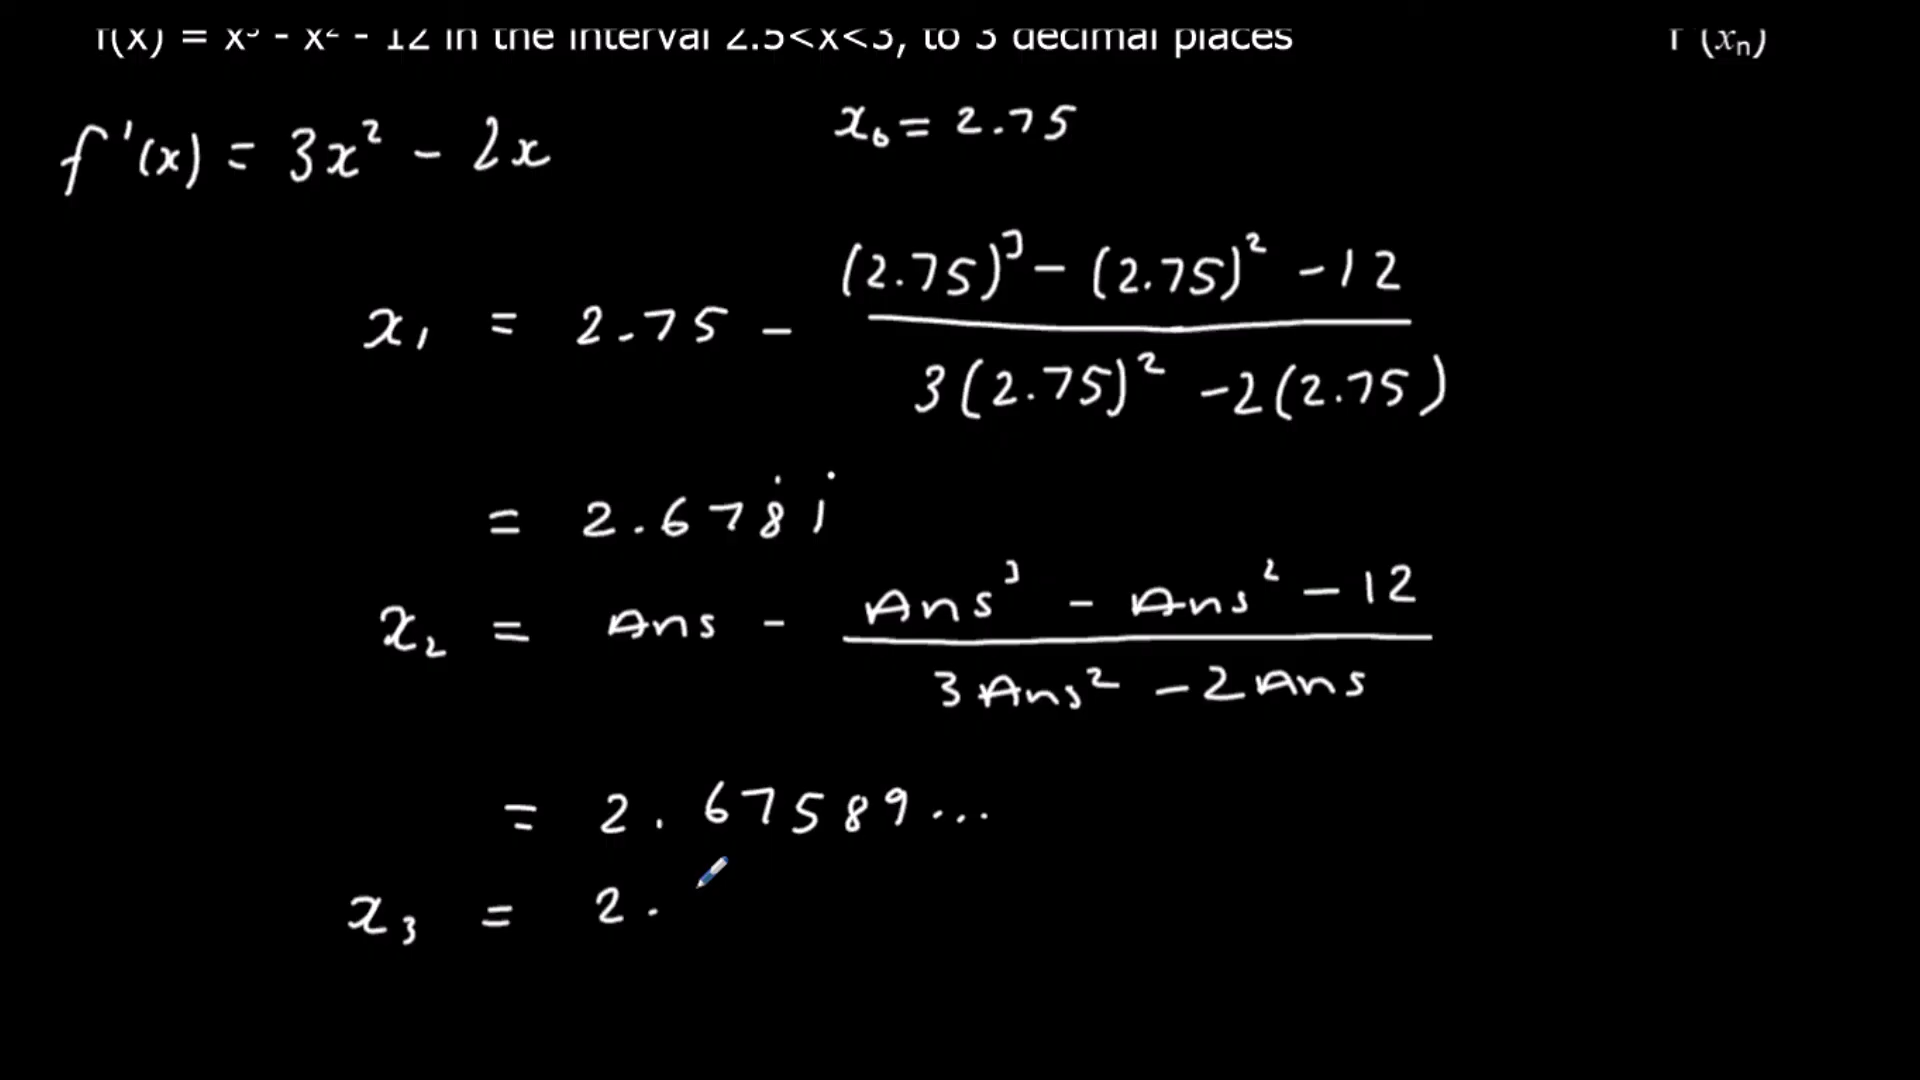 f(x) = x³ - x² - 12 in the interval 2.5<x<3, to 3 decimal places
f'(xₙ)
f'(x) = 3x² - 2x
x₀ = 2.75
x₁ = 2.75 - ((2.75)³ - (2.75)² - 12) / (3(2.75)² - 2(2.75))
= 2.678̇1̇
x₂ = Ans - (Ans³ - Ans² - 12) / (3Ans² - 2Ans)
= 2.67589...
x₃ = 2.